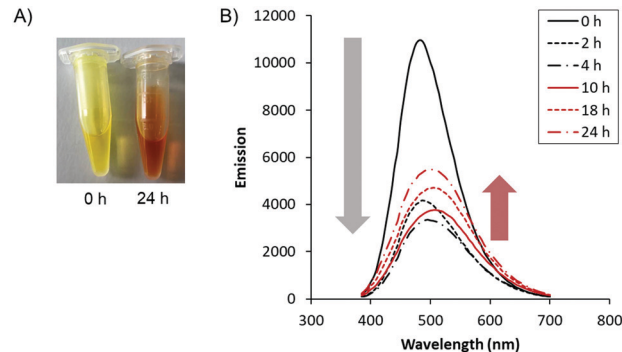 A)
0 h 24 h
B)
12000
10000
8000
6000
4000
2000
0
Emission
300 400 500 600 700 800
Wavelength (nm)
0 h
2 h
4 h
10 h
18 h
24 h